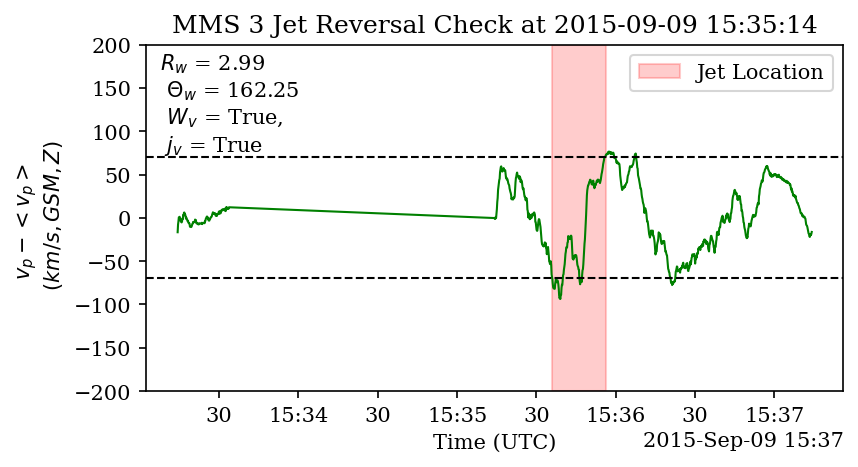 MMS 3 Jet Reversal Check at 2015-09-09 15:35:14
R_w = 2.99
Θ_w = 162.25
W_v = True,
j_v = True
Jet Location
200
150
100
50
0
−50
−100
−150
−200
v_p − < v_p >
(km/s, GSM, Z)
30 15:34 30 15:35 30 15:36 30 15:37
Time (UTC)
2015-Sep-09 15:37